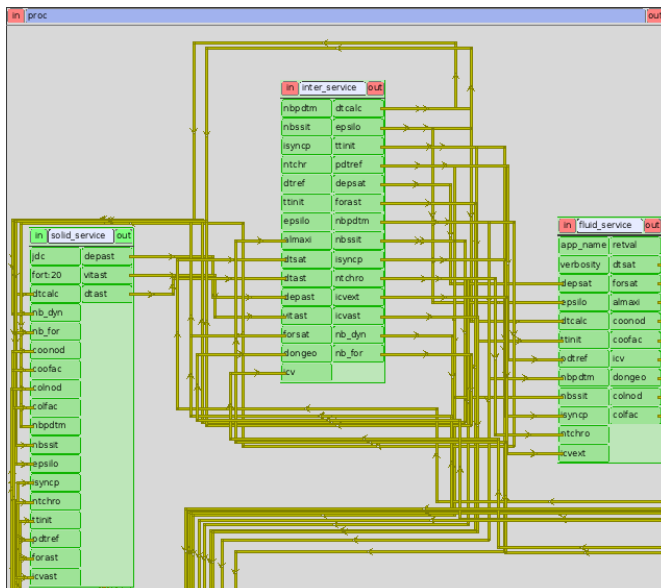 in proc out
in inter_service out
nbpdtm dtcalc
nbssit epsilo
isyncp ttinit
ntchr pdtref
dtref depsat
ttinit forast
epsilo nbpdtm
almaxi nbssit
dtsat isyncp
dtast ntchro
depast icvext
vitast icvast
forsat nb_dyn
dongeo nb_for
icv
in solid_service out
jdc depast
fort:20 vitast
dtcalc dtast
nb_dyn
nb_for
coonod
coofac
colnod
colfac
nbpdtm
nbssit
epsilo
isyncp
ntchro
ttinit
pdtref
forast
icvast
in fluid_service out
app_name retval
verbosity dtsat
depsat forsat
epsilo almaxi
dtcalc coonod
ttinit coofac
pdtref icv
nbpdtm dongeo
nbssit colnod
isyncp colfac
ntchro
icvext